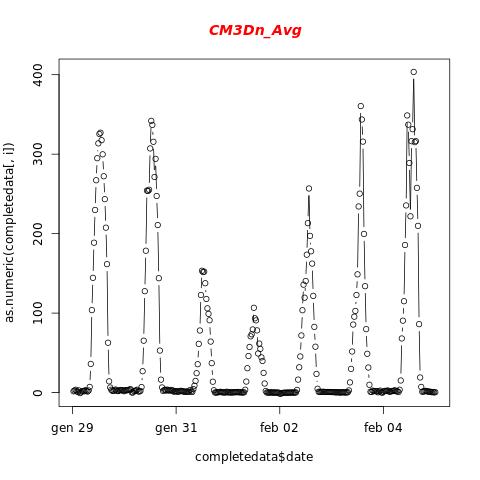 CM3Dn_Avg
as.numeric(completedata[, i])
400
300
200
100
0
gen 29
gen 31
feb 02
feb 04
completedata$date